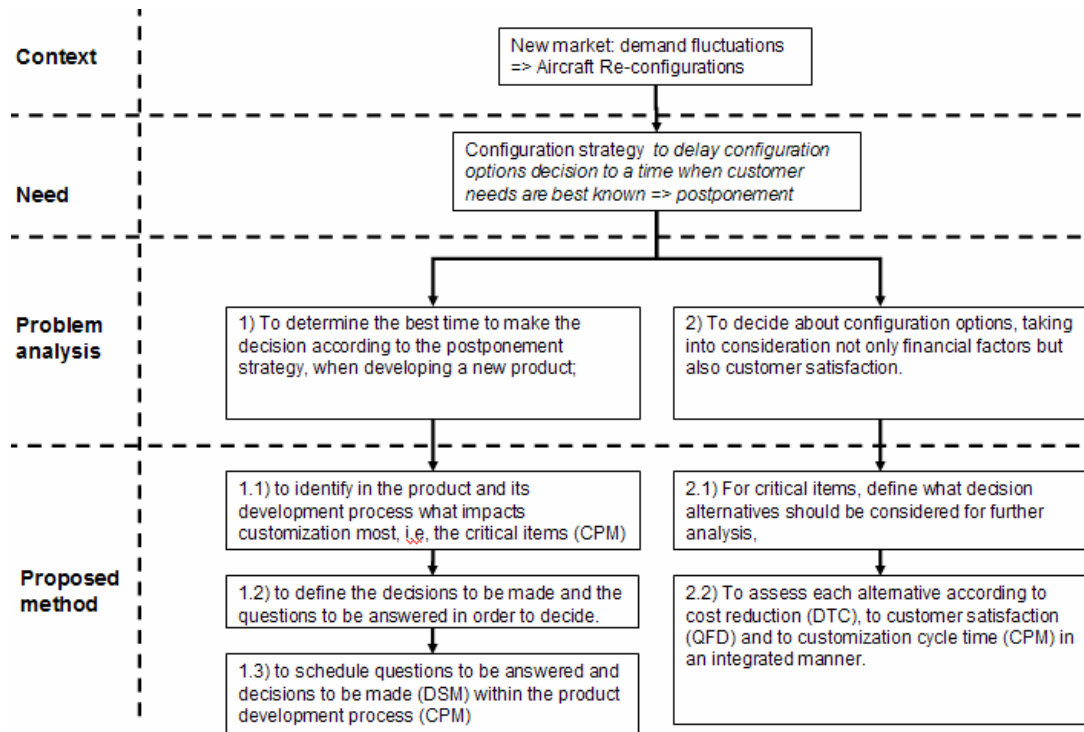 Context
New market: demand fluctuations
=> Aircraft Re-configurations
Need
Configuration strategy to delay configuration
options decision to a time when customer
needs are best known => postponement
Problem
analysis
1) To determine the best time to make the
decision according to the postponement
strategy, when developing a new product;
2) To decide about configuration options, taking
into consideration not only financial factors but
also customer satisfaction.
Proposed
method
1.1) to identify in the product and its
development process what impacts
customization most, i.e, the critical items (CPM)
1.2) to define the decisions to be made and the
questions to be answered in order to decide.
1.3) to schedule questions to be answered and
decisions to be made (DSM) within the product
development process (CPM)
2.1) For critical items, define what decision
alternatives should be considered for further
analysis,
2.2) To assess each alternative according to
cost reduction (DTC), to customer satisfaction
(QFD) and to customization cycle time (CPM) in
an integrated manner.